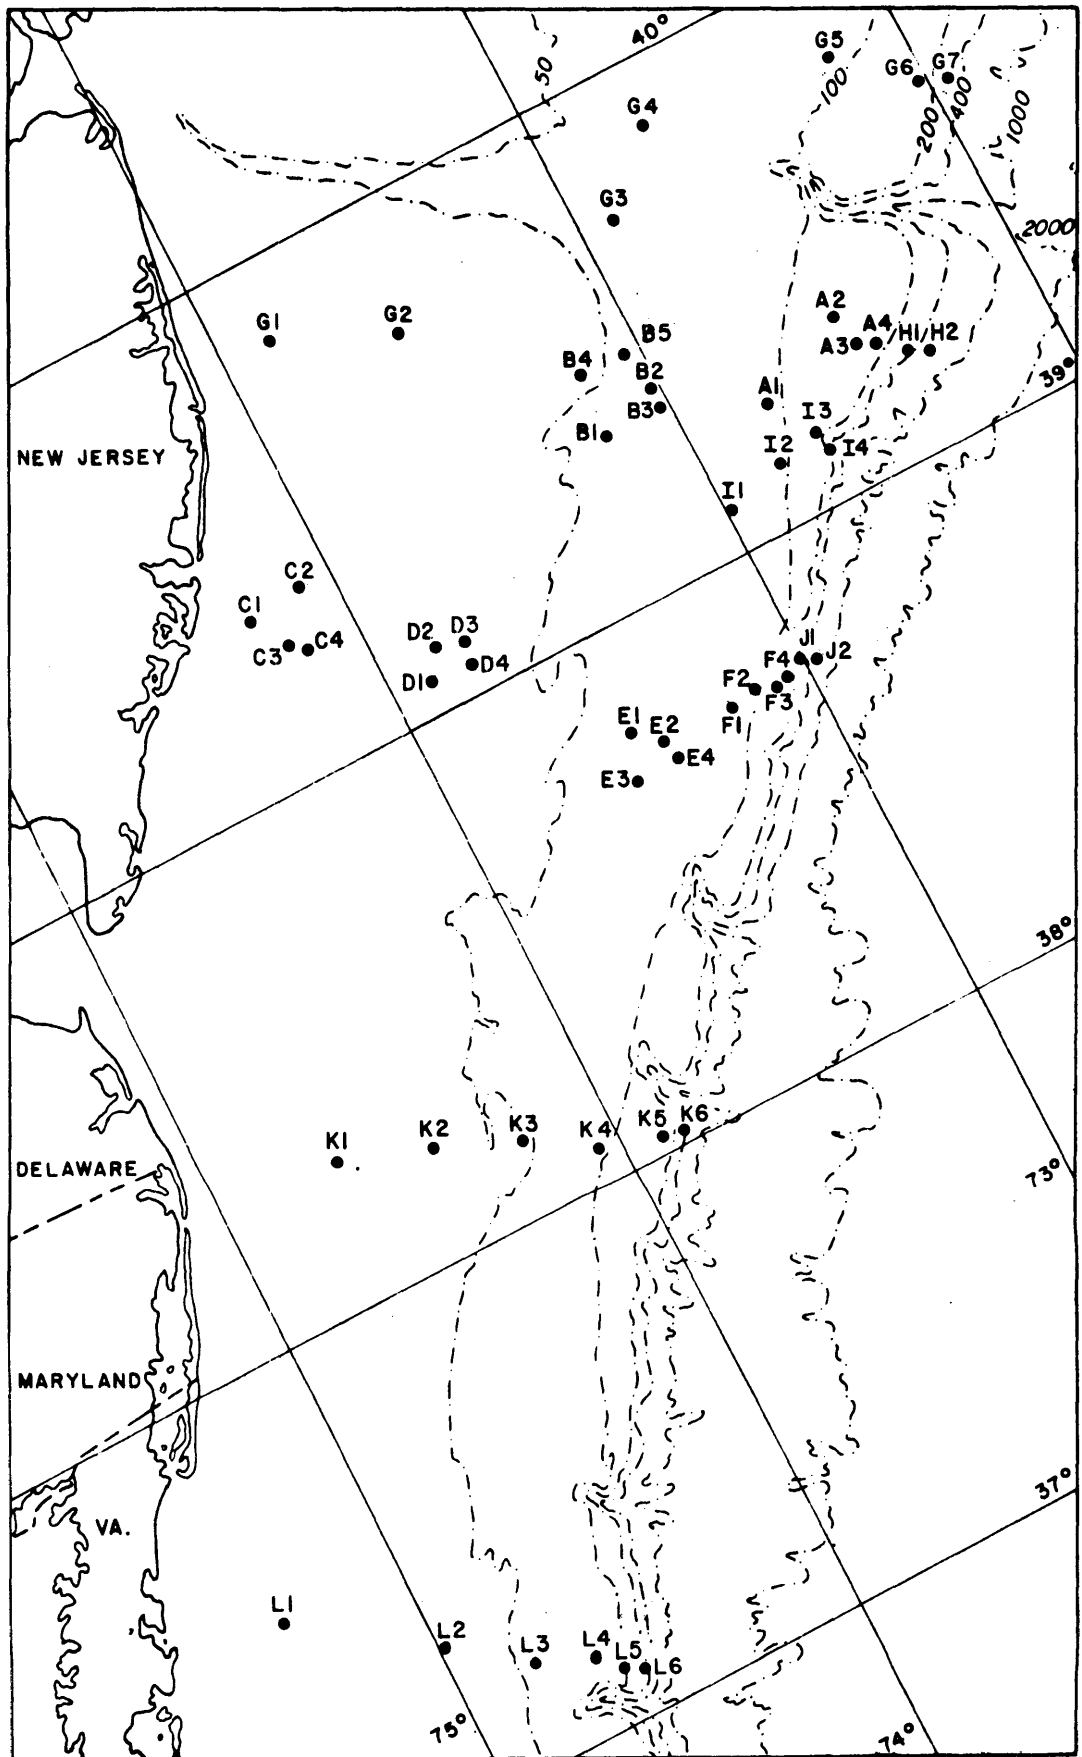 40°
G5
50
G6 G7
100
400
G4
200
1000
G3
2000
A2
G1
G2
B5
A4
H1/H2
A3
B4
39°
B2
A1
B3
I3
B1
I2
I4
NEW JERSEY
I1
C2
C1
D3
D2
C4
J1
C3
J2
F4
D4
D1
F2
F3
E1
F1
E2
E4
E3
38°
K5 K6
K3
K2
K4
K1
DELAWARE
73°
MARYLAND
37°
VA.
L1
L2
L4
L3
L5
L6
75°
74°